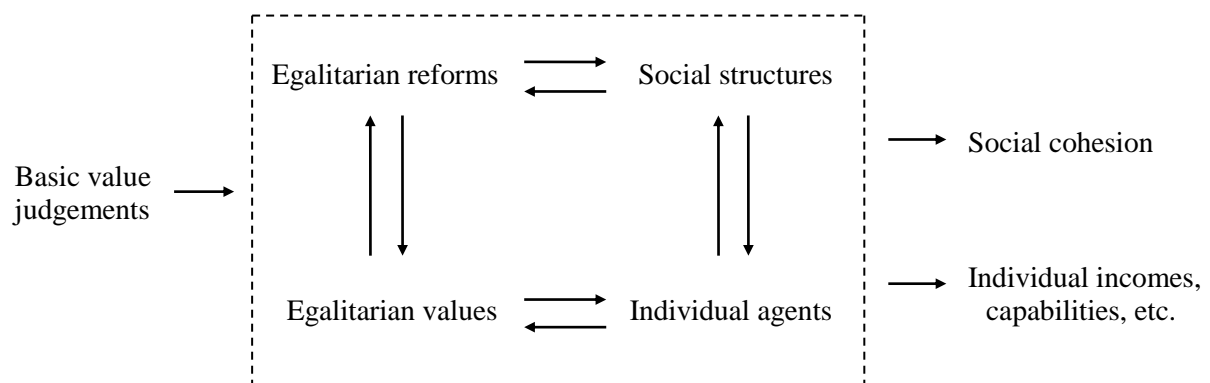 Egalitarian reforms
Social structures
Social cohesion
Basic value
judgements
Egalitarian values
Individual agents
Individual incomes,
capabilities, etc.